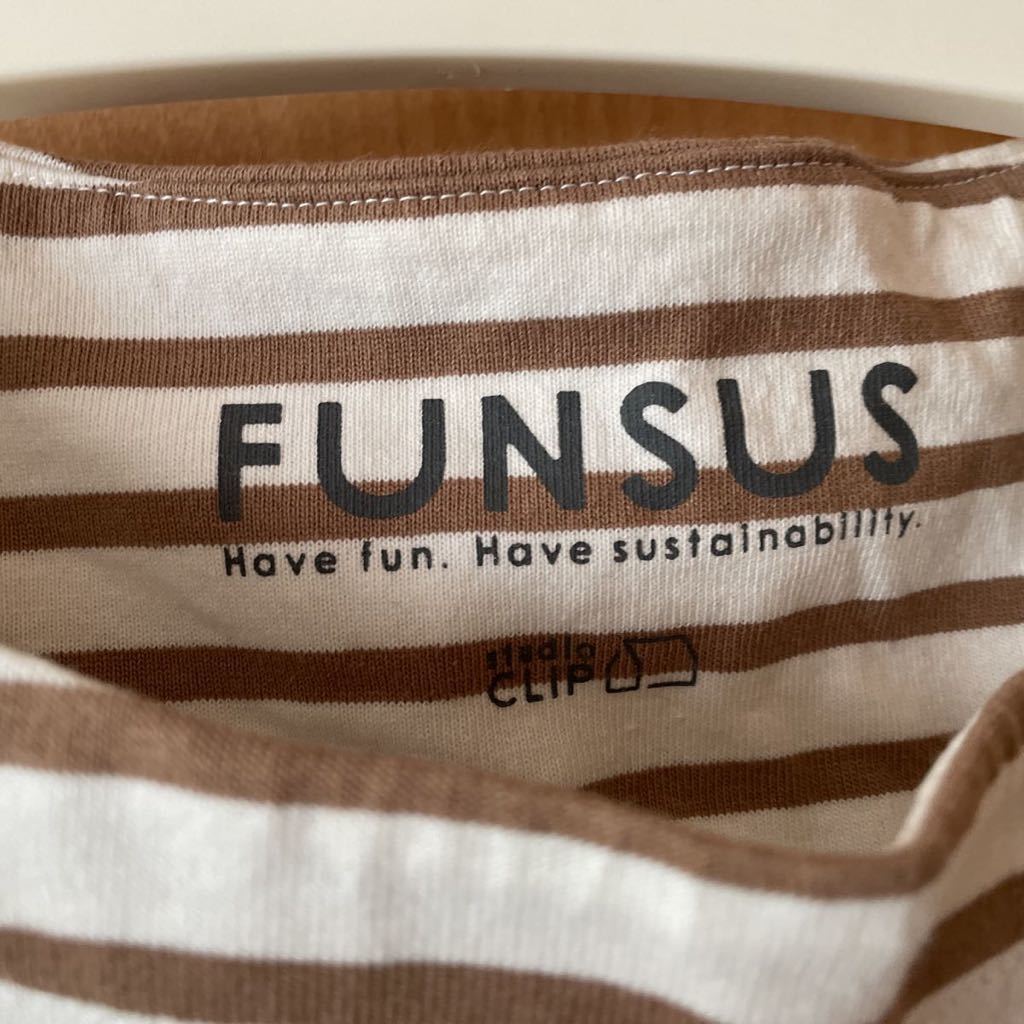 FUNSUS
Have fun. Have sustainability.
studio
CLIP